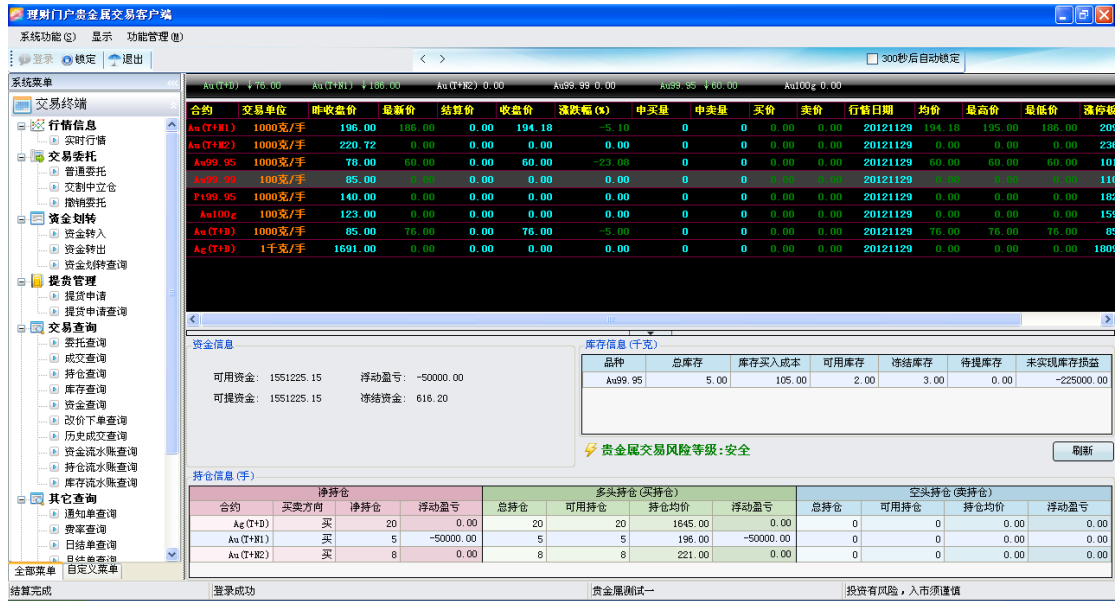 理财门户贵金属交易客户端
系统功能(S) 显示 功能管理(M)
登录 锁定 退出 < > 300秒后自动锁定
系统菜单
交易终端
行情信息
实时行情
交易委托
普通委托
交割中立仓
撤销委托
资金划转
资金转入
资金转出
资金划转查询
提货管理
提货申请
提货申请查询
交易查询
委托查询
成交查询
持仓查询
库存查询
资金查询
改价下单查询
历史成交查询
资金流水账查询
持仓流水账查询
库存流水账查询
其它查询
通知单查询
费率查询
日结单查询
月结单查询
全部菜单 自定义菜单
Au(T+D) ↓76.00 Au(T+N1) ↓186.00 Au(T+N2) 0.00 Au99.99 0.00 Au99.95 ↓60.00 Au100g 0.00
合约 交易单位 昨收盘价 最新价 结算价 收盘价 涨跌幅(%) 申买量 申卖量 买价 卖价 行情日期 均价 最高价 最低价 涨停板
Au(T+N1) 1000克/手 196.00 186.00 0.00 194.18 -5.10 0 0 0.00 0.00 20121129 194.18 195.00 186.00 209
Au(T+N2) 1000克/手 220.72 0.00 0.00 0.00 0.00 0 0 0.00 0.00 20121129 0.00 0.00 0.00 236
Au99.95 1000克/手 78.00 60.00 0.00 60.00 -23.08 0 0 0.00 0.00 20121129 60.00 60.00 60.00 101
Au99.99 100克/手 85.00 0.00 0.00 0.00 0.00 0 0 0.00 0.00 20121129 0.00 0.00 0.00 110
Pt99.95 1000克/手 140.00 0.00 0.00 0.00 0.00 0 0 0.00 0.00 20121129 0.00 0.00 0.00 182
Au100g 100克/手 123.00 0.00 0.00 0.00 0.00 0 0 0.00 0.00 20121129 0.00 0.00 0.00 159
Au(T+D) 1000克/手 85.00 76.00 0.00 76.00 -5.00 0 0 0.00 0.00 20121129 76.00 76.00 76.00 89
Ag(T+D) 1千克/手 1691.00 0.00 0.00 0.00 0.00 0 0 0.00 0.00 20121129 0.00 0.00 0.00 1809
资金信息
可用资金: 1551225.15 浮动盈亏: -50000.00
可提资金: 1551225.15 冻结资金: 616.20
库存信息(千克)
品种 总库存 库存买入成本 可用库存 冻结库存 待提库存 未实现库存损益
Au99.95 5.00 105.00 2.00 3.00 0.00 -225000.00
贵金属交易风险等级:安全 刷新
持仓信息(手)
净持仓 多头持仓(买持仓) 空头持仓(卖持仓)
合约 买卖方向 净持仓 浮动盈亏 总持仓 可用持仓 持仓均价 浮动盈亏 总持仓 可用持仓 持仓均价 浮动盈亏
Ag(T+D) 买 20 0.00 20 20 1645.00 0.00 0 0 0.00 0.00
Au(T+N1) 买 5 -50000.00 5 5 196.00 -50000.00 0 0 0.00 0.00
Au(T+N2) 买 8 0.00 8 8 221.00 0.00 0 0 0.00 0.00
结算完成 登录成功 贵金属测试一 投资有风险，入市须谨慎